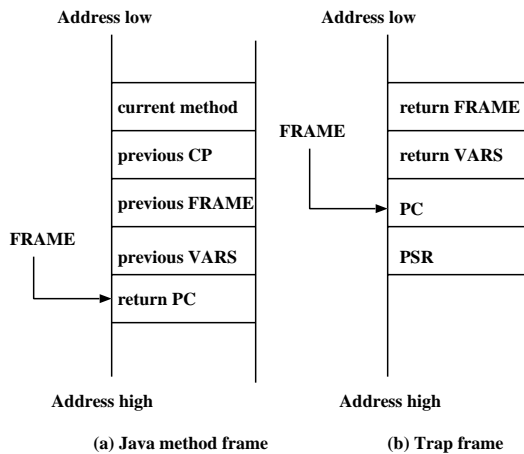 Address low
current method
previous CP
previous FRAME
FRAME
previous VARS
return PC
Address high
(a) Java method frame
Address low
return FRAME
FRAME
return VARS
PC
PSR
Address high
(b) Trap frame